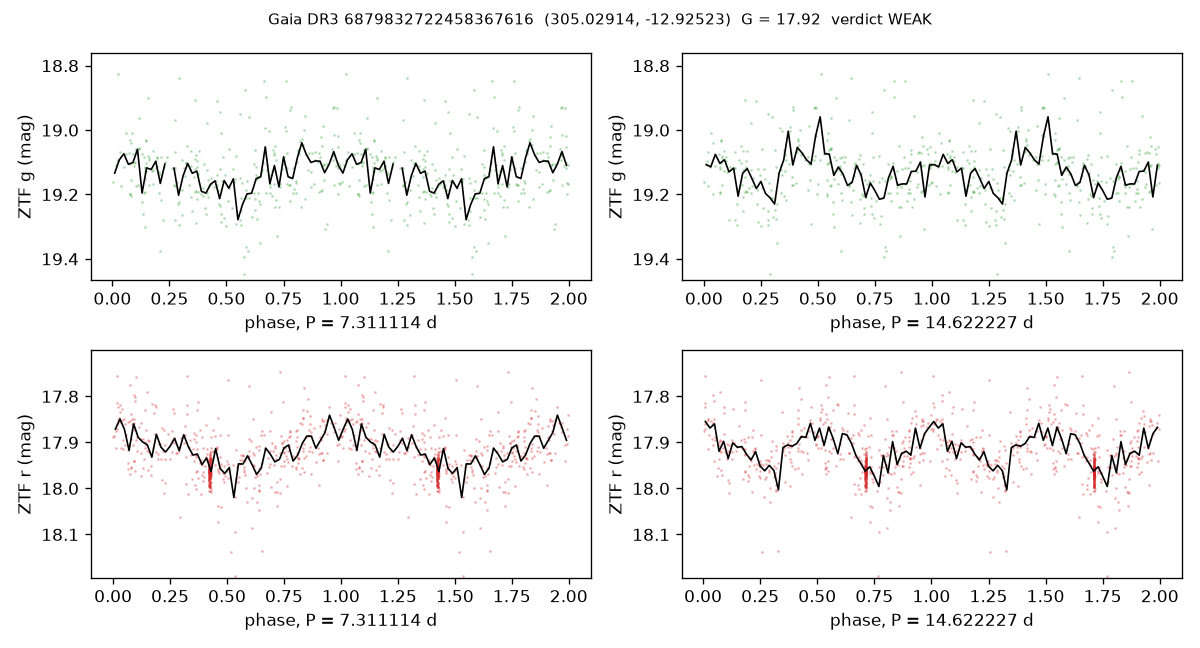 Gaia DR3 6879832722458367616  (305.02914, -12.92523)  G = 17.92  verdict WEAK
18.8
19.0
19.2
19.4
ZTF g (mag)
0.00 0.25 0.50 0.75 1.00 1.25 1.50 1.75 2.00
phase, P = 7.311114 d
18.8
19.0
19.2
19.4
ZTF g (mag)
0.00 0.25 0.50 0.75 1.00 1.25 1.50 1.75 2.00
phase, P = 14.622227 d
17.8
17.9
18.0
18.1
ZTF r (mag)
0.00 0.25 0.50 0.75 1.00 1.25 1.50 1.75 2.00
phase, P = 7.311114 d
17.8
17.9
18.0
18.1
ZTF r (mag)
0.00 0.25 0.50 0.75 1.00 1.25 1.50 1.75 2.00
phase, P = 14.622227 d